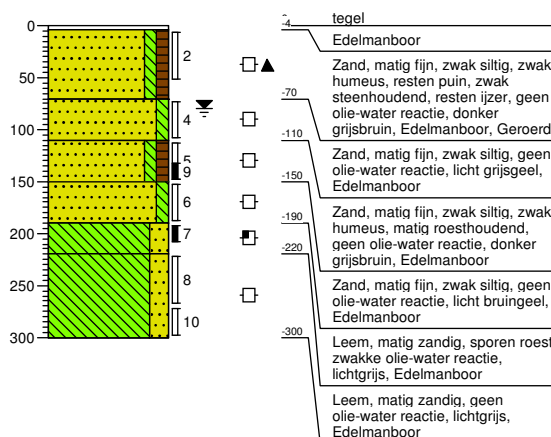 0
50
100
150
200
250
300
2
4
5
9
6
7
8
10
-4
-70
-110
-150
-190
-220
-300
tegel
Edelmanboor
Zand, matig fijn, zwak siltig, zwak
humeus, resten puin, zwak
steenhoudend, resten ijzer, geen
olie-water reactie, donker
grijsbruin, Edelmanboor, Geroerd
Zand, matig fijn, zwak siltig, geen
olie-water reactie, licht grijsgeel,
Edelmanboor
Zand, matig fijn, zwak siltig, zwak
humeus, matig roesthoudend,
geen olie-water reactie, donker
grijsbruin, Edelmanboor
Zand, matig fijn, zwak siltig, geen
olie-water reactie, licht bruingeel,
Edelmanboor
Leem, matig zandig, sporen roest,
zwakke olie-water reactie,
lichtgrijs, Edelmanboor
Leem, matig zandig, geen
olie-water reactie, lichtgrijs,
Edelmanboor